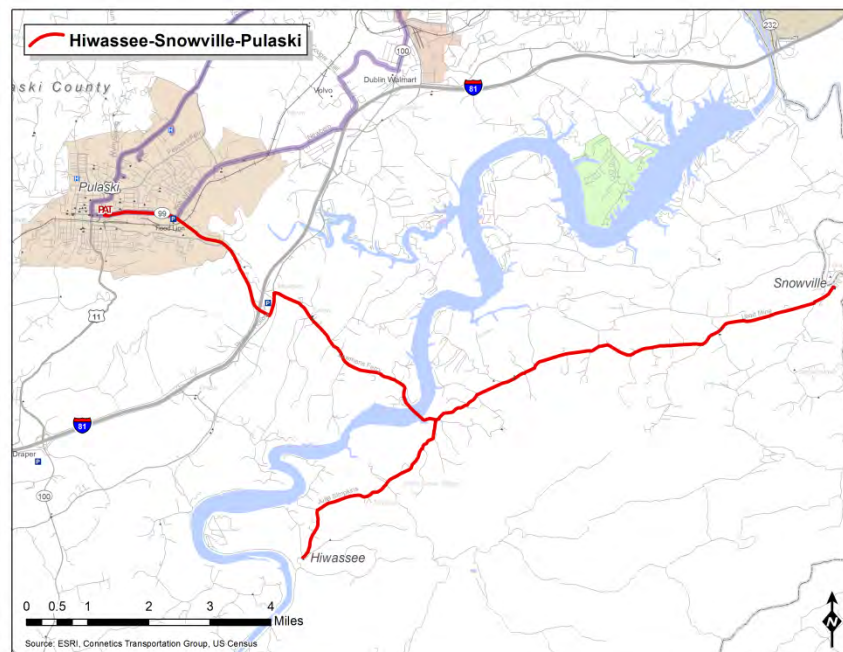 Hiwassee-Snowville-Pulaski
232
100
Dublin Walmart
Volvo
81
aski County
H
H
Pulaski
PAT
99
P
Food Lion
Snowville
P
11
81
Draper
P
100
Hiwassee
0 0.5 1 2 3 4
Miles
N
Source: ESRI, Connetics Transportation Group, US Census